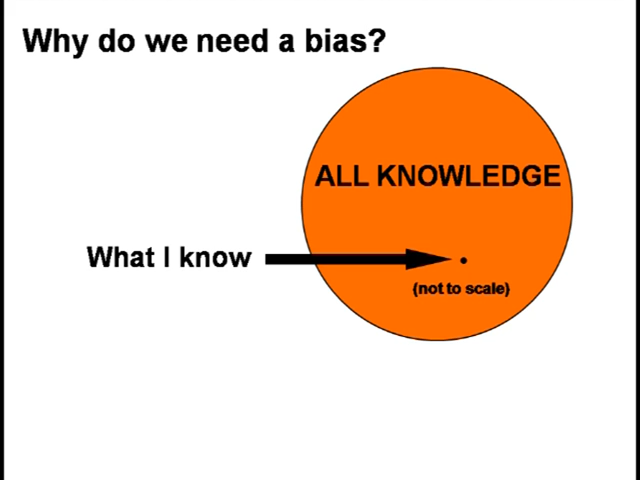 Why do we need a bias?
ALL KNOWLEDGE
What I know
(not to scale)